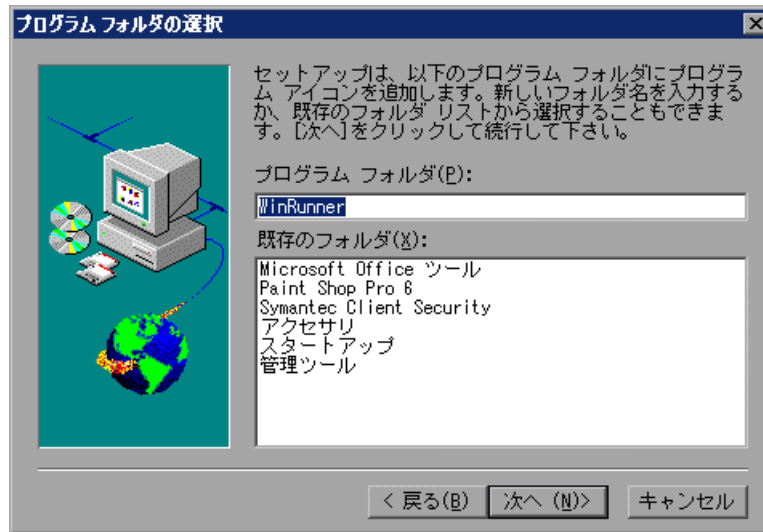 プログラム フォルダの選択
セットアップは、以下のプログラム フォルダにプログラ
ム アイコンを追加します。新しいフォルダ名を入力する
か、既存のフォルダ リストから選択することもできま
す。[次へ]をクリックして続行して下さい。
プログラム フォルダ(P):
WinRunner
既存のフォルダ(X):
Microsoft Office ツール
Paint Shop Pro 6
Symantec Client Security
アクセサリ
スタートアップ
管理ツール
< 戻る(B)
次へ (N)>
キャンセル